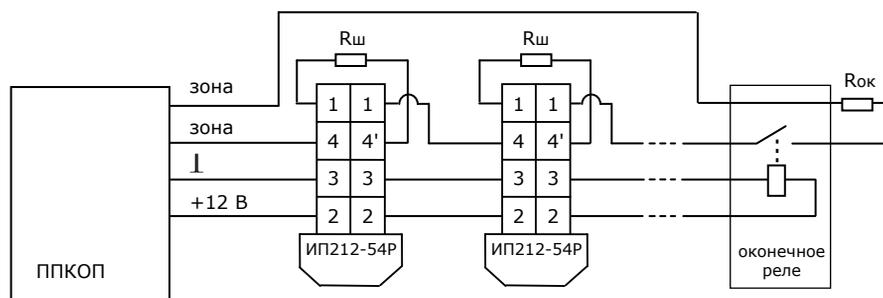 Rш
Rш
Rок
зона
зона
⊥
+12 В
ППКОП
1 1
4 4'
3 3
2 2
ИП212-54Р
1 1
4 4'
3 3
2 2
ИП212-54Р
оконечное
реле